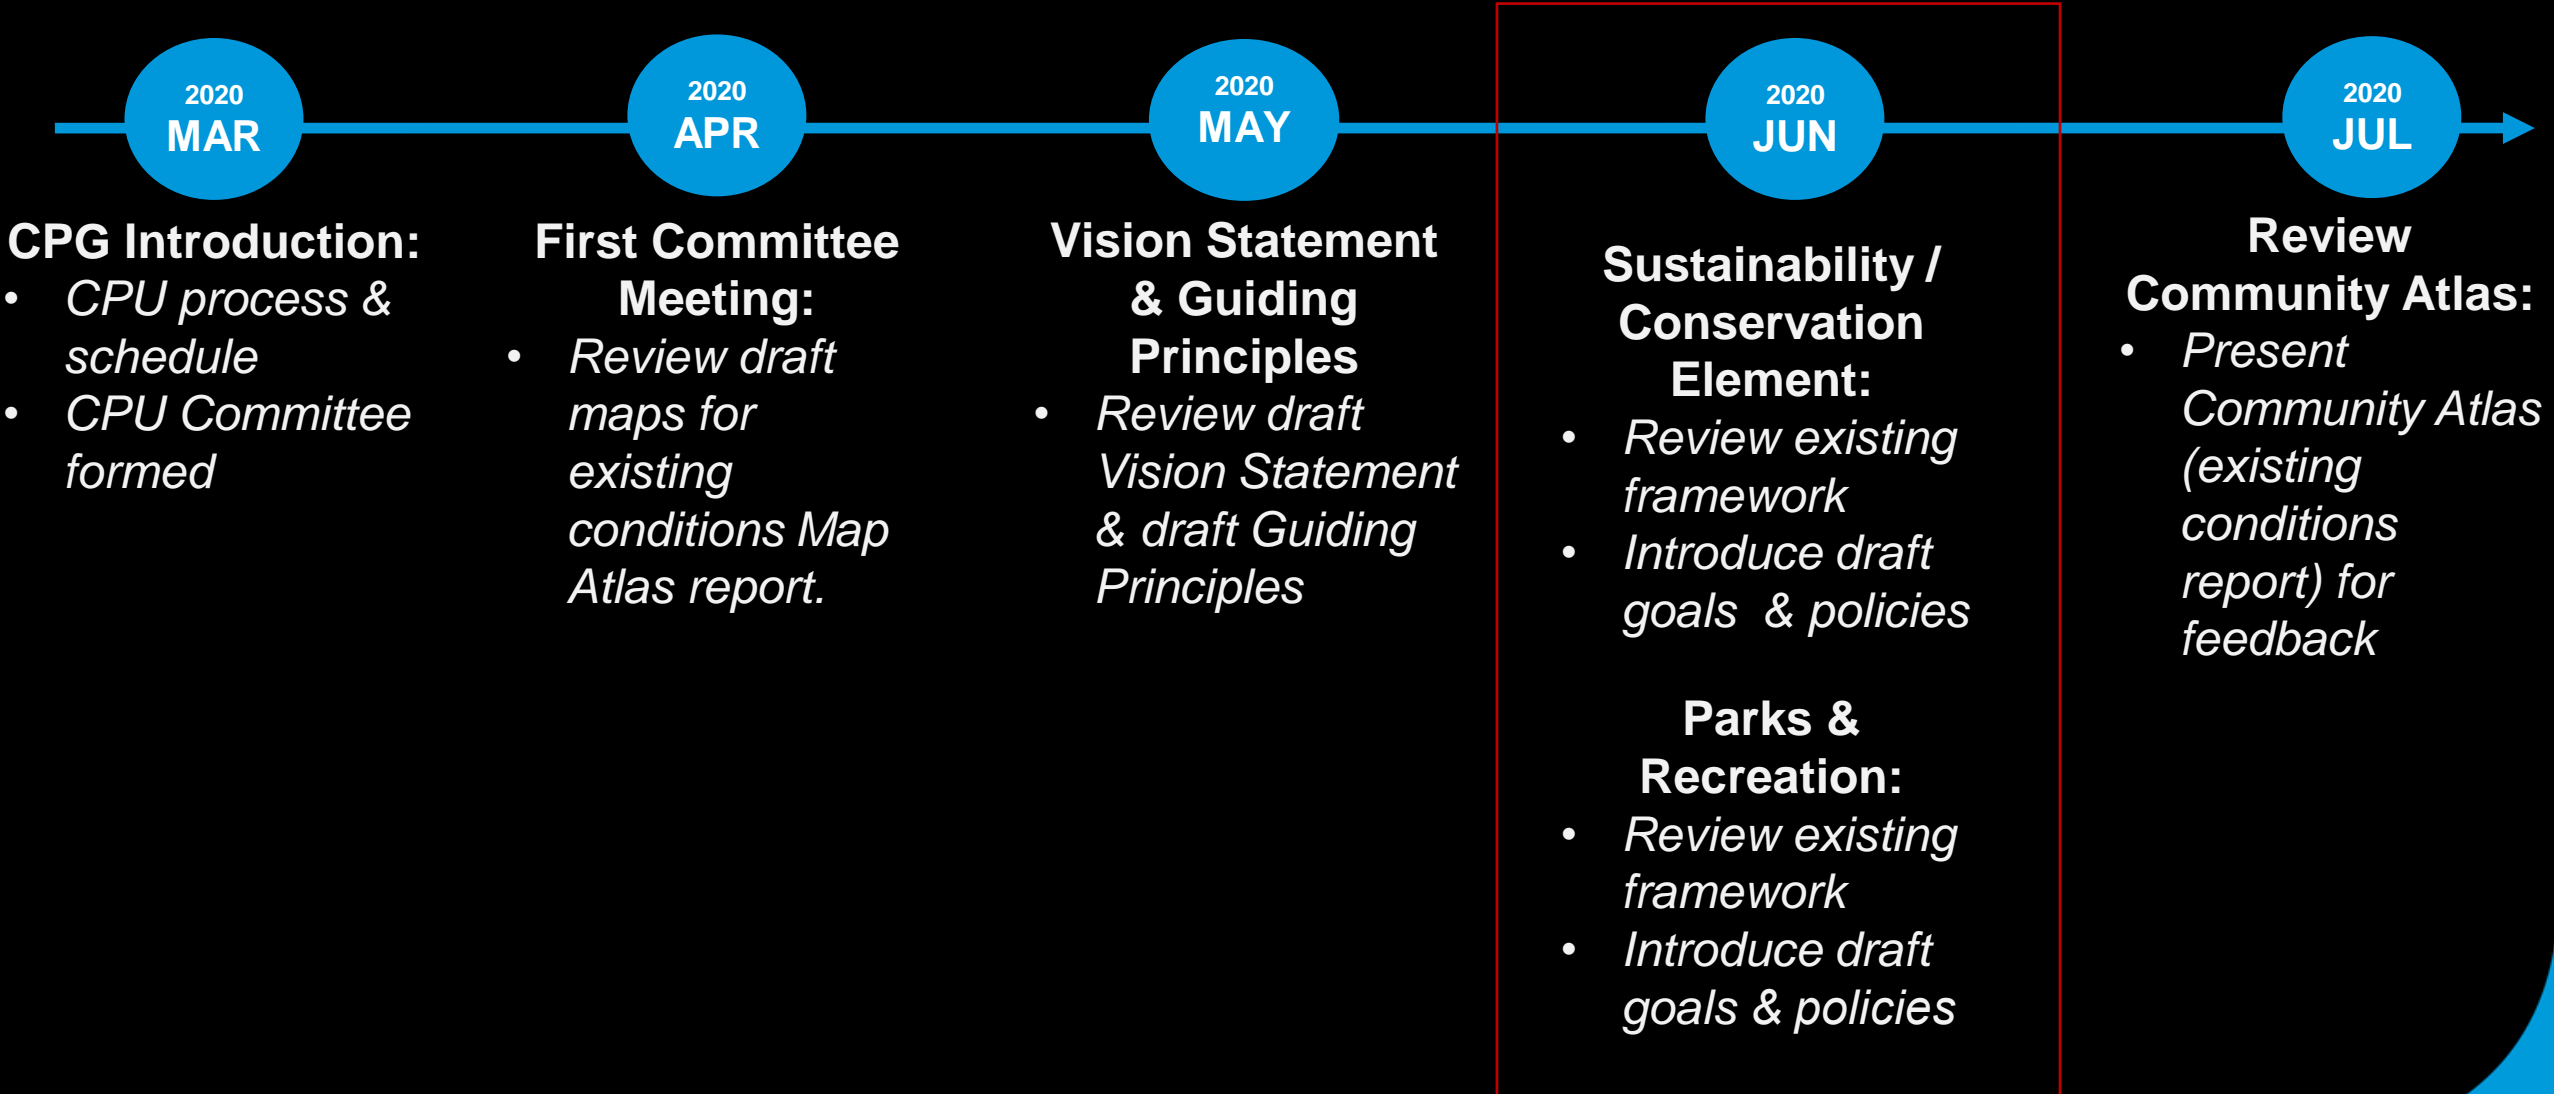 2020
MAR
CPG Introduction:
• CPU process &
schedule
• CPU Committee
formed
2020
APR
First Committee
Meeting:
• Review draft
maps for
existing
conditions Map
Atlas report.
2020
MAY
Vision Statement
& Guiding
Principles
• Review draft
Vision Statement
& draft Guiding
Principles
2020
JUN
Sustainability /
Conservation
Element:
• Review existing
framework
• Introduce draft
goals & policies
Parks &
Recreation:
• Review existing
framework
• Introduce draft
goals & policies
2020
JUL
Review
Community Atlas:
• Present
Community Atlas
(existing
conditions
report) for
feedback